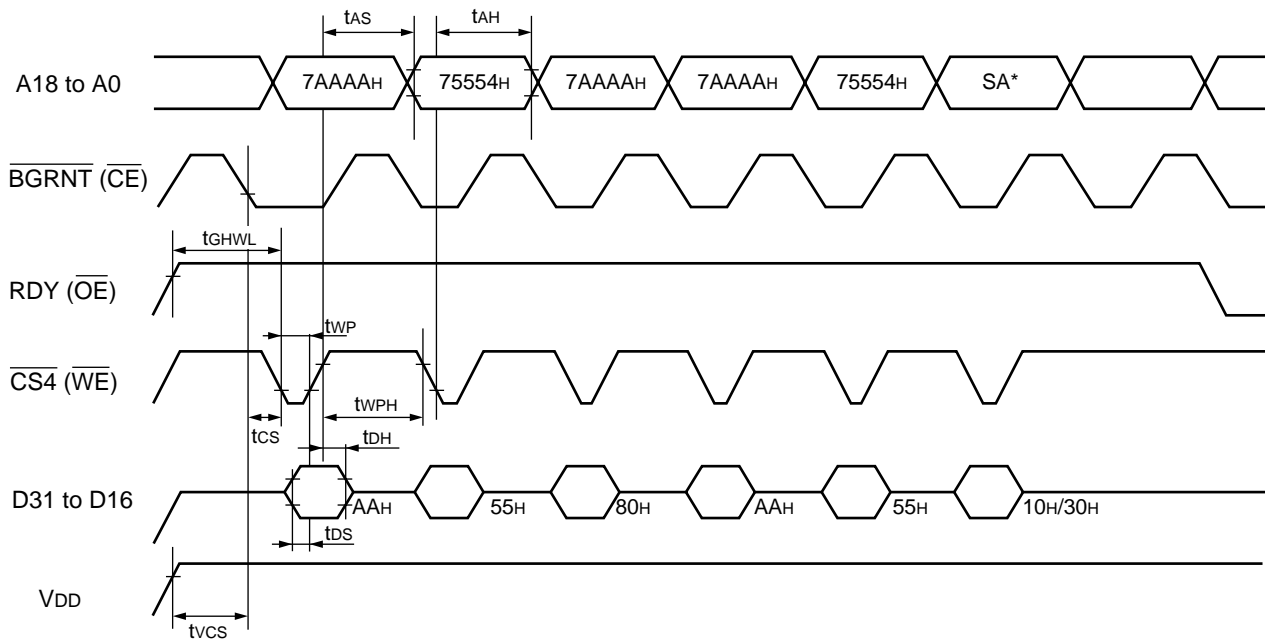 tAS tAH
A18 to A0 7AAAAH 75554H 7AAAAH 7AAAAH 75554H SA*
BGRNT (CE)
tGHWL
RDY (OE)
tWP
CS4 (WE)
tWPH
tCS tDH
D31 to D16 AAH 55H 80H AAH 55H 10H/30H
tDS
VDD
tVCS